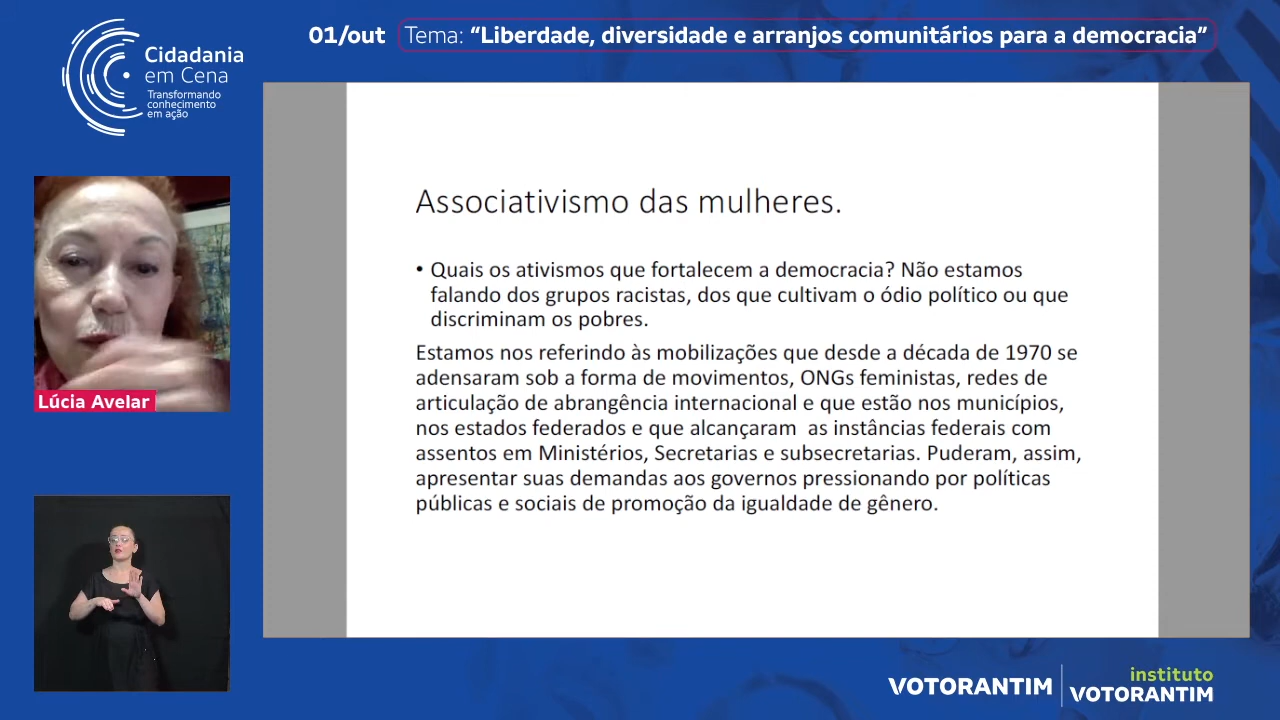 Cidadania
em Cena
Transformando
conhecimento
em ação
01/out Tema: “Liberdade, diversidade e arranjos comunitários para a democracia”
Associativismo das mulheres.
• Quais os ativismos que fortalecem a democracia? Não estamos
falando dos grupos racistas, dos que cultivam o ódio político ou que
discriminam os pobres.
Estamos nos referindo às mobilizações que desde a década de 1970 se
adensaram sob a forma de movimentos, ONGs feministas, redes de
articulação de abrangência internacional e que estão nos municípios,
nos estados federados e que alcançaram as instâncias federais com
assentos em Ministérios, Secretarias e subsecretarias. Puderam, assim,
apresentar suas demandas aos governos pressionando por políticas
públicas e sociais de promoção da igualdade de gênero.
Lúcia Avelar
VOTORANTIM
instituto
VOTORANTIM